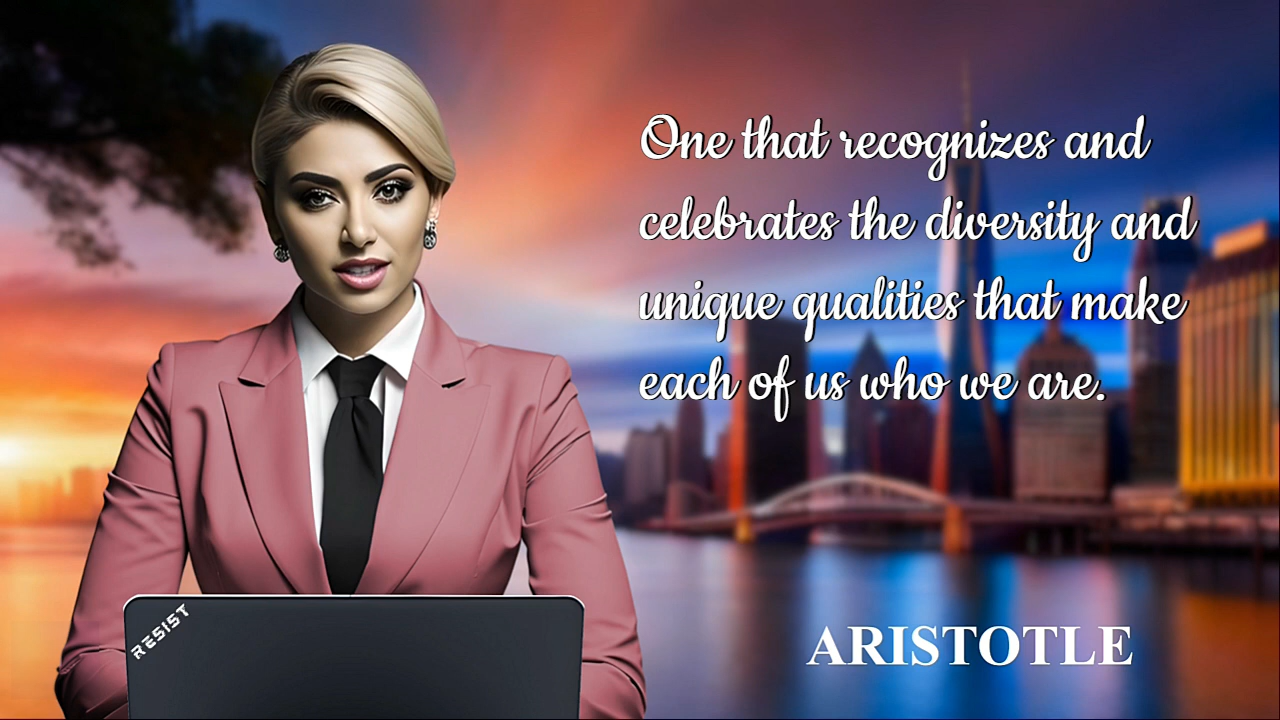 One that recognizes and
celebrates the diversity and
unique qualities that make
each of us who we are.
RESIST
ARISTOTLE